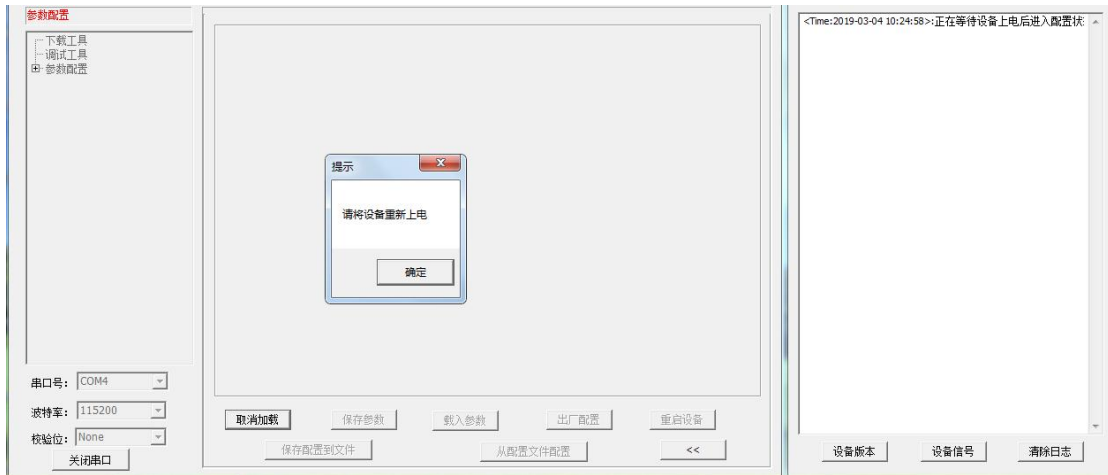 参数配置
下载工具
调试工具
参数配置
串口号：
COM4
波特率：
115200
校验位：
None
关闭串口
提示
请将设备重新上电
确定
取消加载
保存参数
载入参数
出厂配置
重启设备
保存配置到文件
从配置文件配置
<<
<Time:2019-03-04 10:24:58>:正在等待设备上电后进入配置状
设备版本
设备信号
清除日志